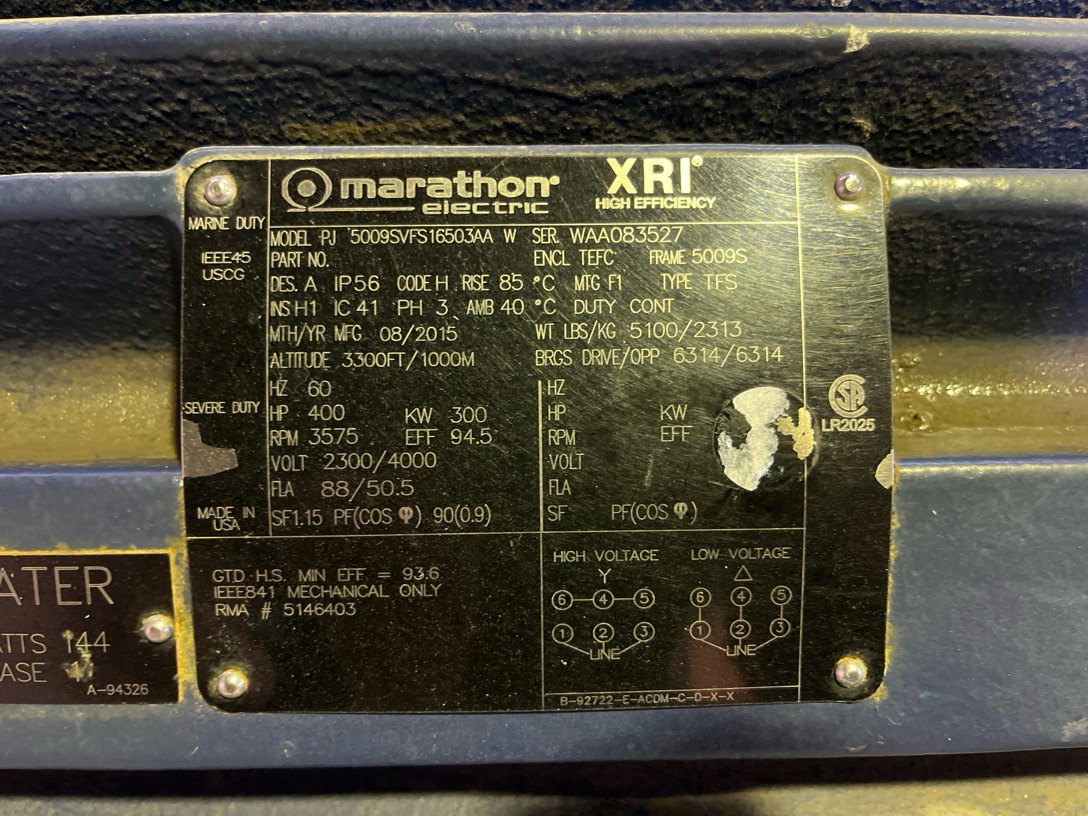 marathon®
electric
XRI®
HIGH EFFICIENCY
MARINE DUTY
IEEE45
USCG
SEVERE DUTY
MADE IN
USA
MODEL PJ 5009SVFS16503AA W SER. WAA083527
PART NO. ENCL TEFC FRAME 5009S
DES. A IP56 CODE H RISE 85 °C MTG F1 TYPE TFS
INS H1 IC 41 PH 3 AMB 40 °C DUTY CONT
MTH/YR MFG 08/2015 WT LBS/KG 5100/2313
ALTITUDE 3300FT/1000M BRGS DRIVE/OPP 6314/6314
HZ 60
HP 400 KW 300
RPM 3575 EFF 94.5
VOLT 2300/4000
FLA 88/50.5
SF 1.15 PF(COS φ) 90(0.9)
HZ
HP KW
RPM EFF
VOLT
FLA
SF PF(COS φ)
CSA
LR2025
GTD H.S. MIN EFF = 93.6
IEEE841 MECHANICAL ONLY
RMA # 5146403
HIGH VOLTAGE
Y
6 4 5
1 2 3
LINE
LOW VOLTAGE
△
6 4 5
1 2 3
LINE
B-92722-E-ACDM-C-D-X-X
ATER
ATTS 144
ASE
A-94326